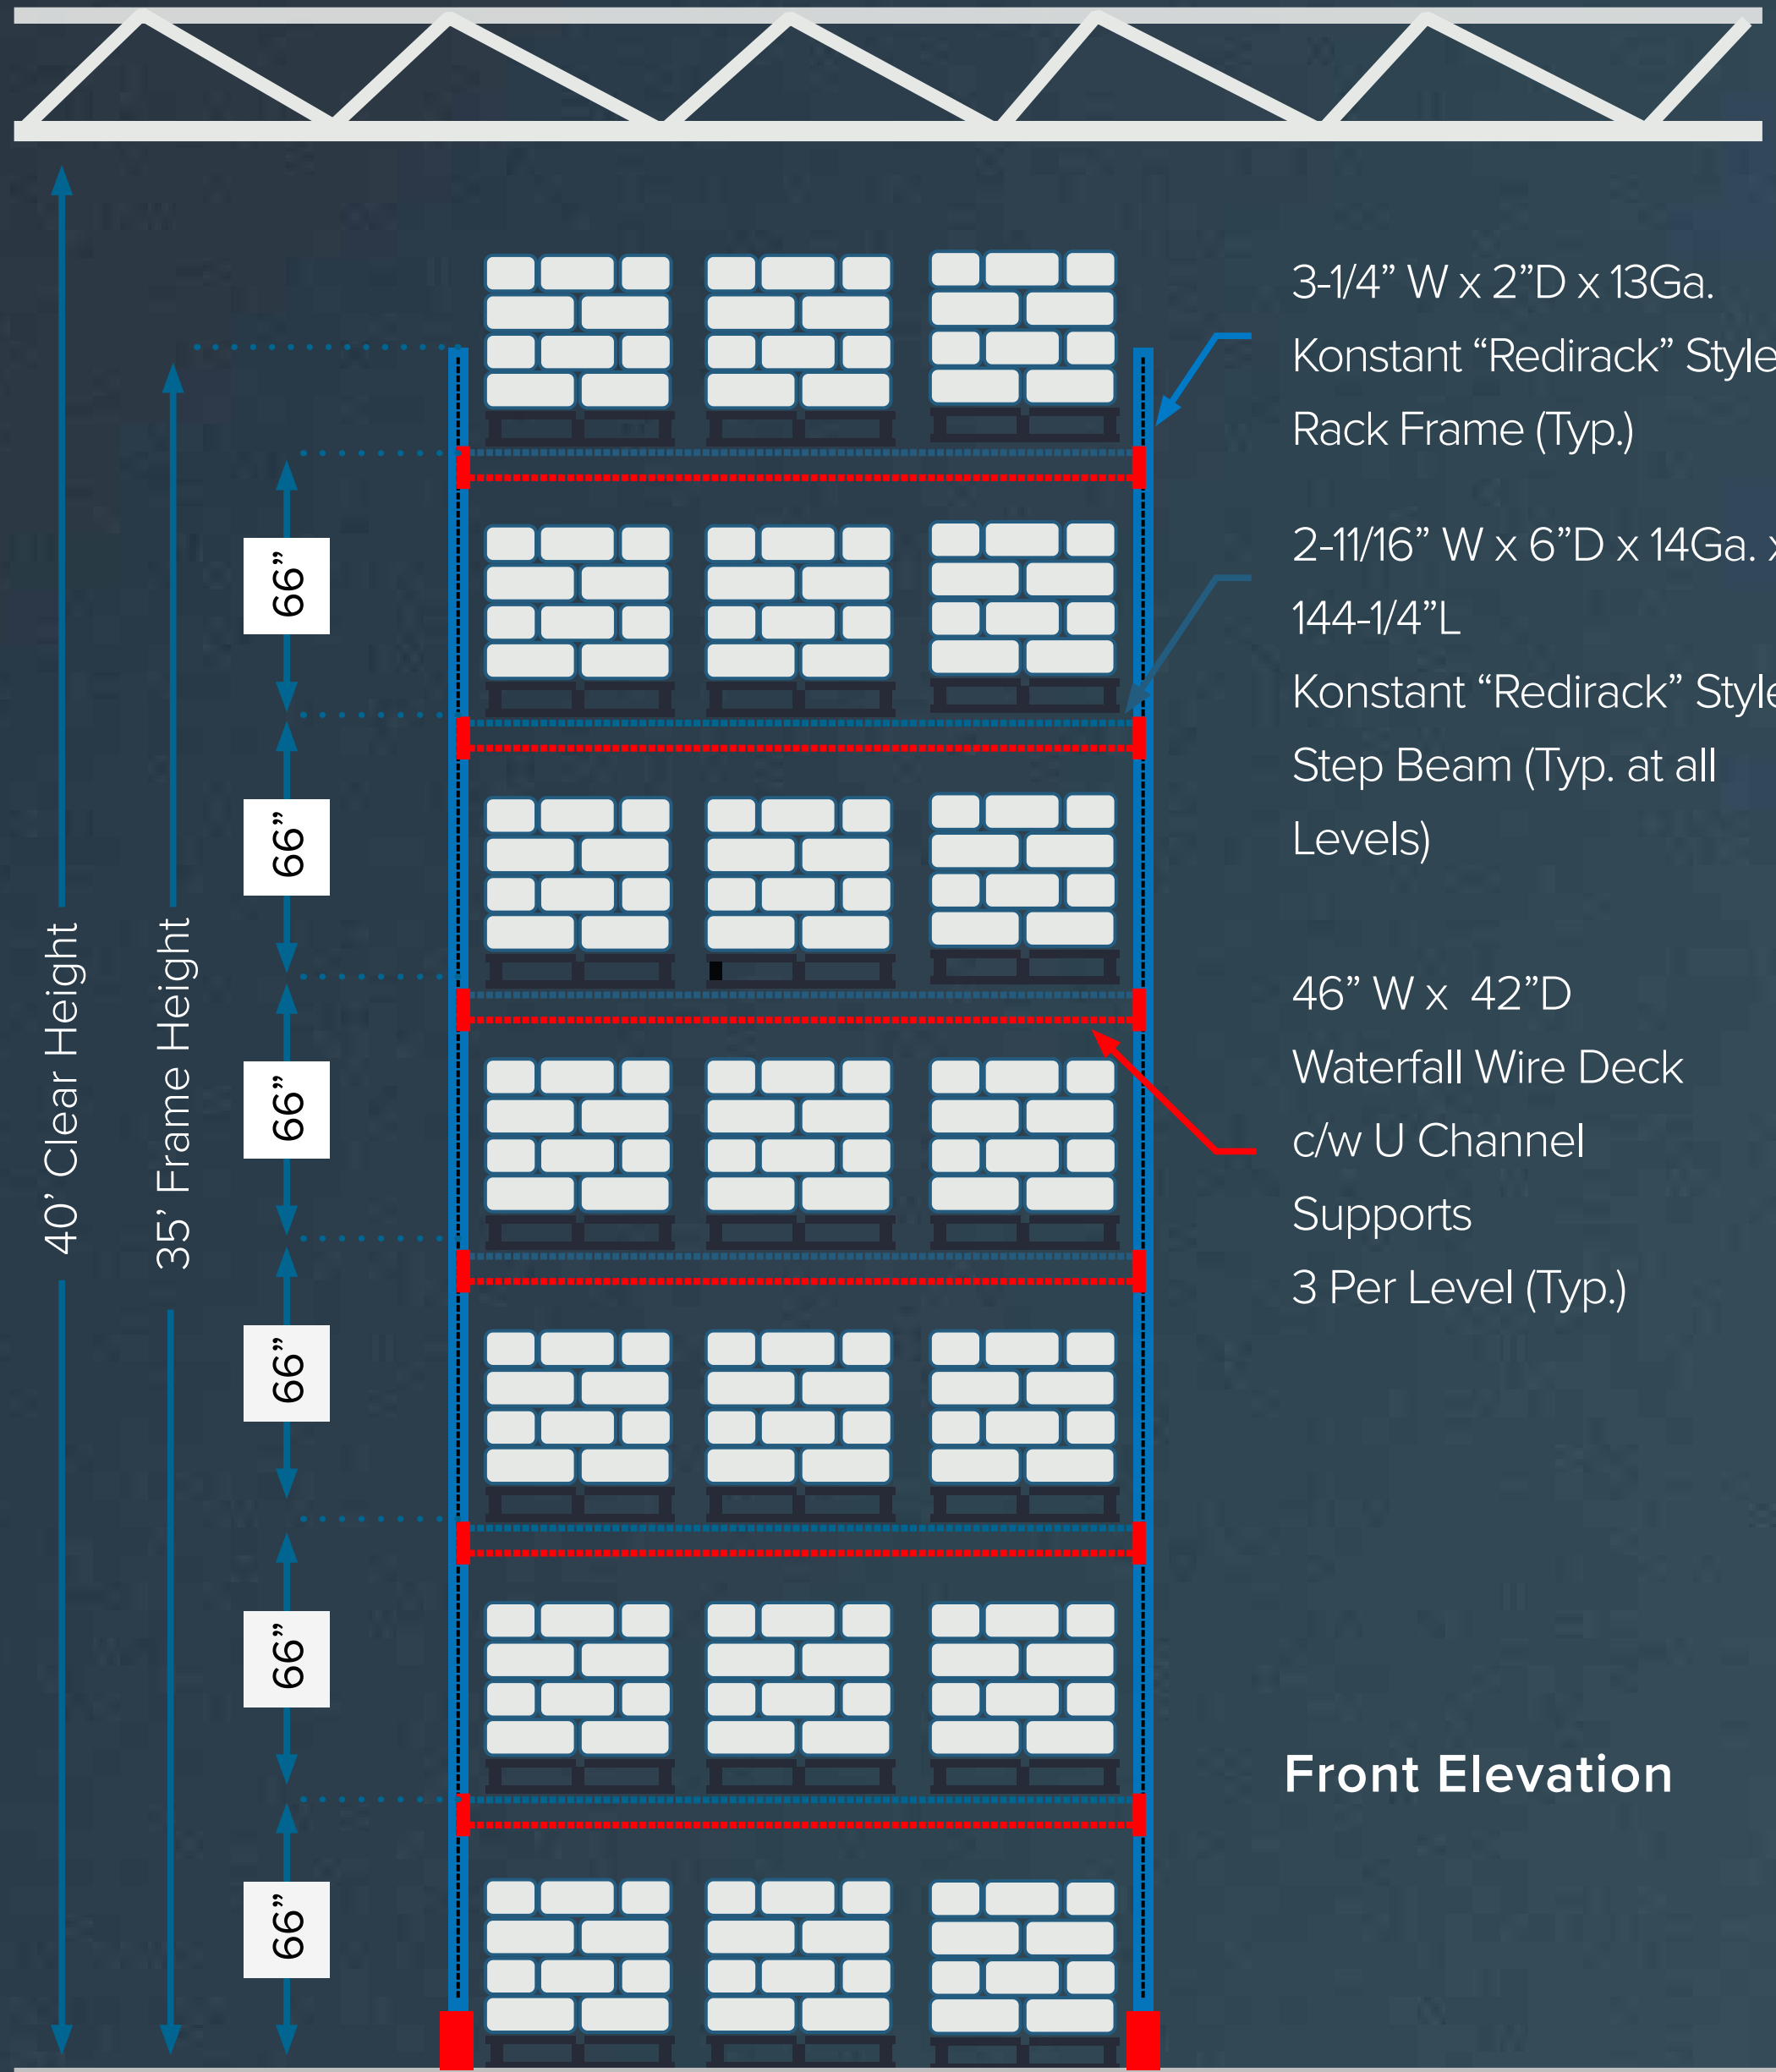 3-1/4” W x 2”D x 13Ga.
Konstant “Redirack” Style
Rack Frame (Typ.)
2-11/16” W x 6”D x 14Ga. x
144-1/4”L
Konstant “Redirack” Style
Step Beam (Typ. at all
Levels)
46” W x 42”D
Waterfall Wire Deck
c/w U Channel
Supports
3 Per Level (Typ.)
40’ Clear Height
35’ Frame Height
66”
66”
66”
66”
66”
66”
Front Elevation